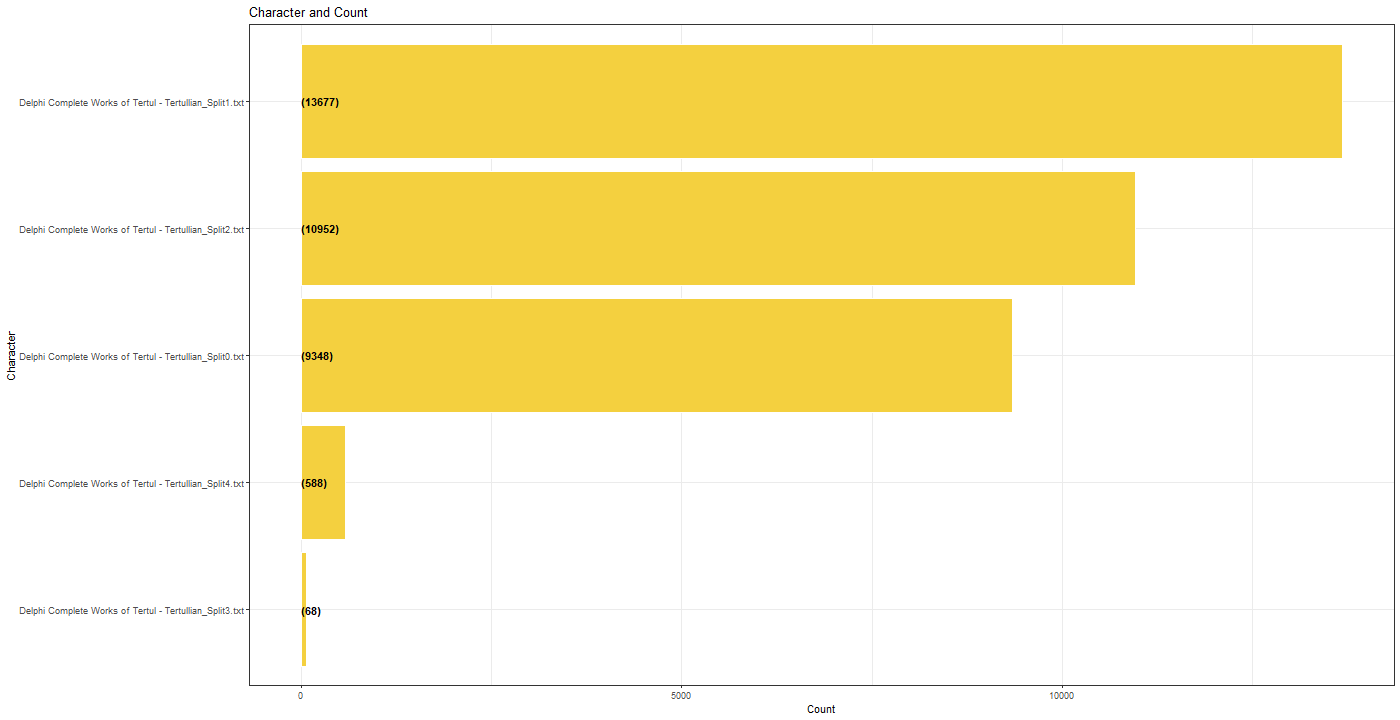 Character and Count
Delphi Complete Works of Tertul - Tertullian_Split1.txt
(13677)
Delphi Complete Works of Tertul - Tertullian_Split2.txt
(10952)
Character
Delphi Complete Works of Tertul - Tertullian_Split0.txt
(9348)
Delphi Complete Works of Tertul - Tertullian_Split4.txt
(588)
Delphi Complete Works of Tertul - Tertullian_Split3.txt
(68)
0
5000
10000
Count